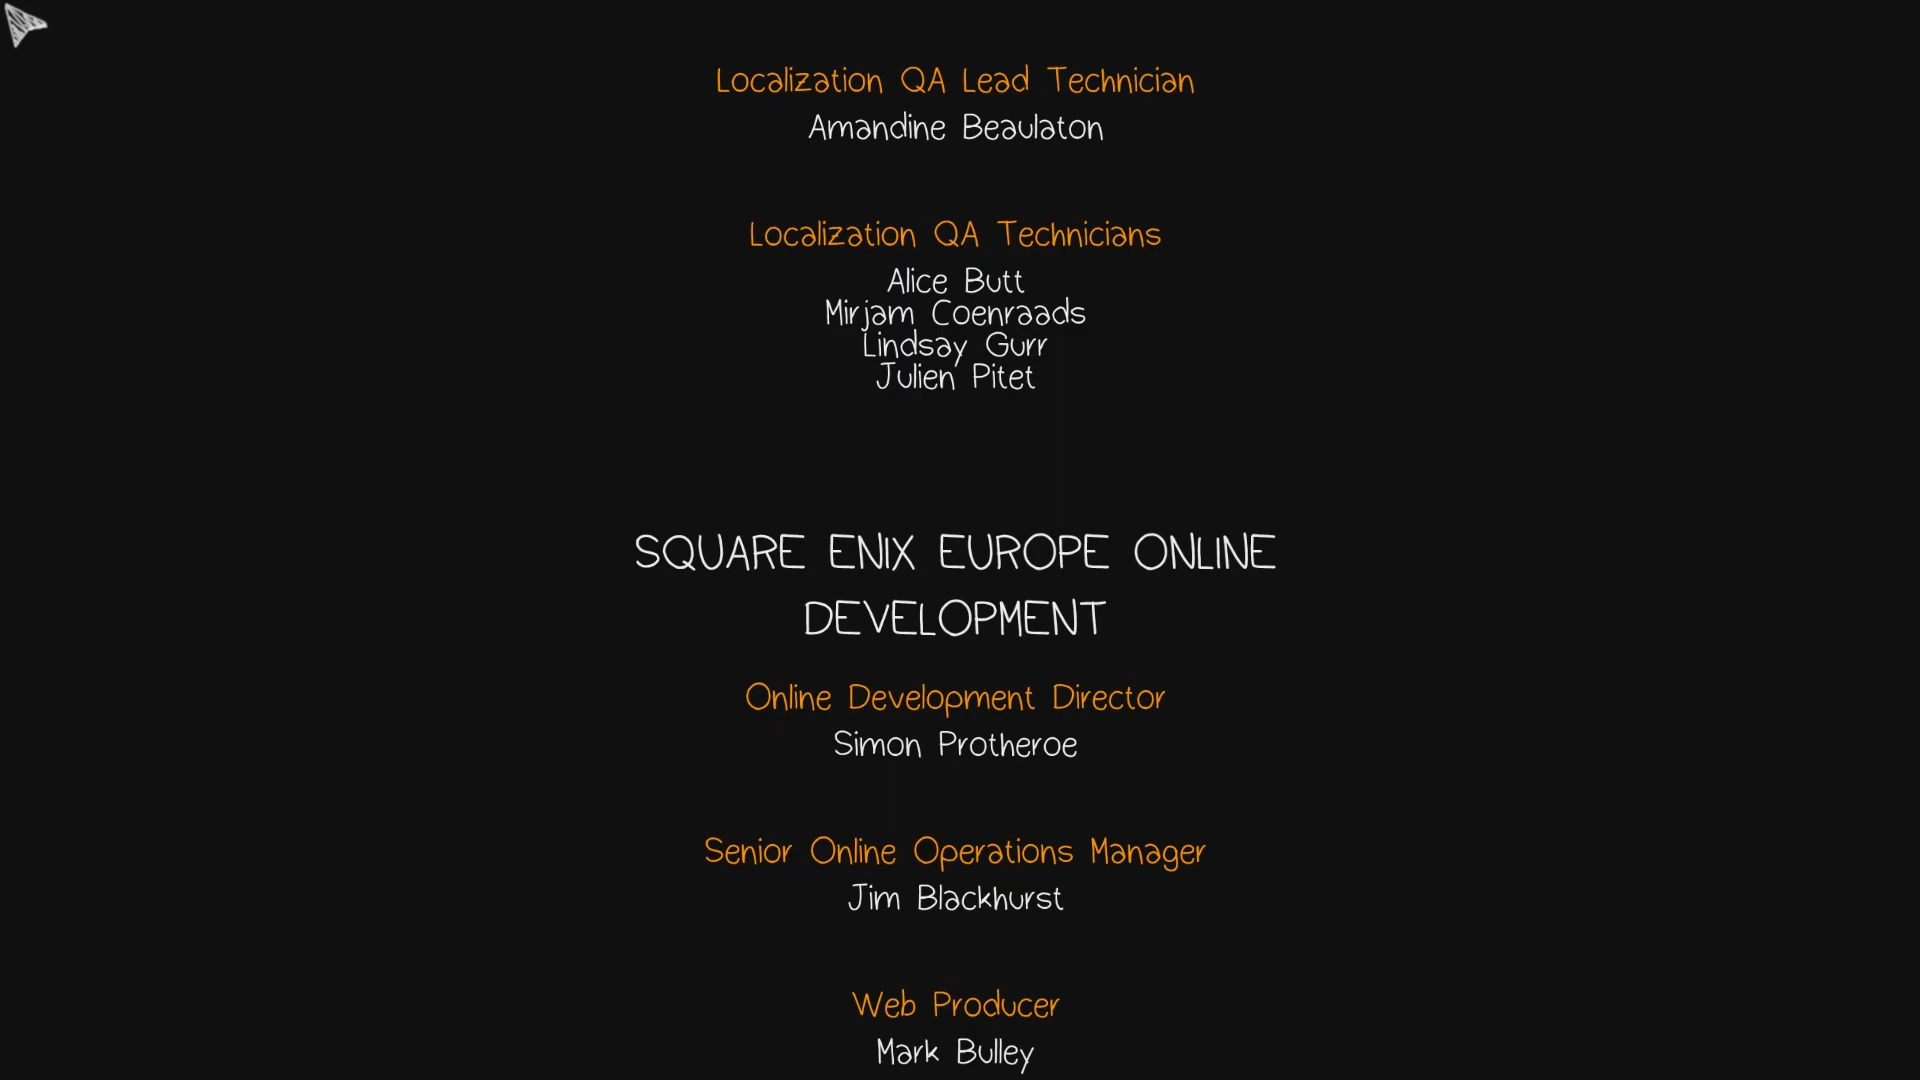 Localization QA Lead Technician
Amandine Beaulaton
Localization QA Technicians
Alice Butt
Mirjam Coenraads
Lindsay Gurr
Julien Pitet
SQUARE ENIX EUROPE ONLINE
DEVELOPMENT
Online Development Director
Simon Protheroe
Senior Online Operations Manager
Jim Blackhurst
Web Producer
Mark Bulley